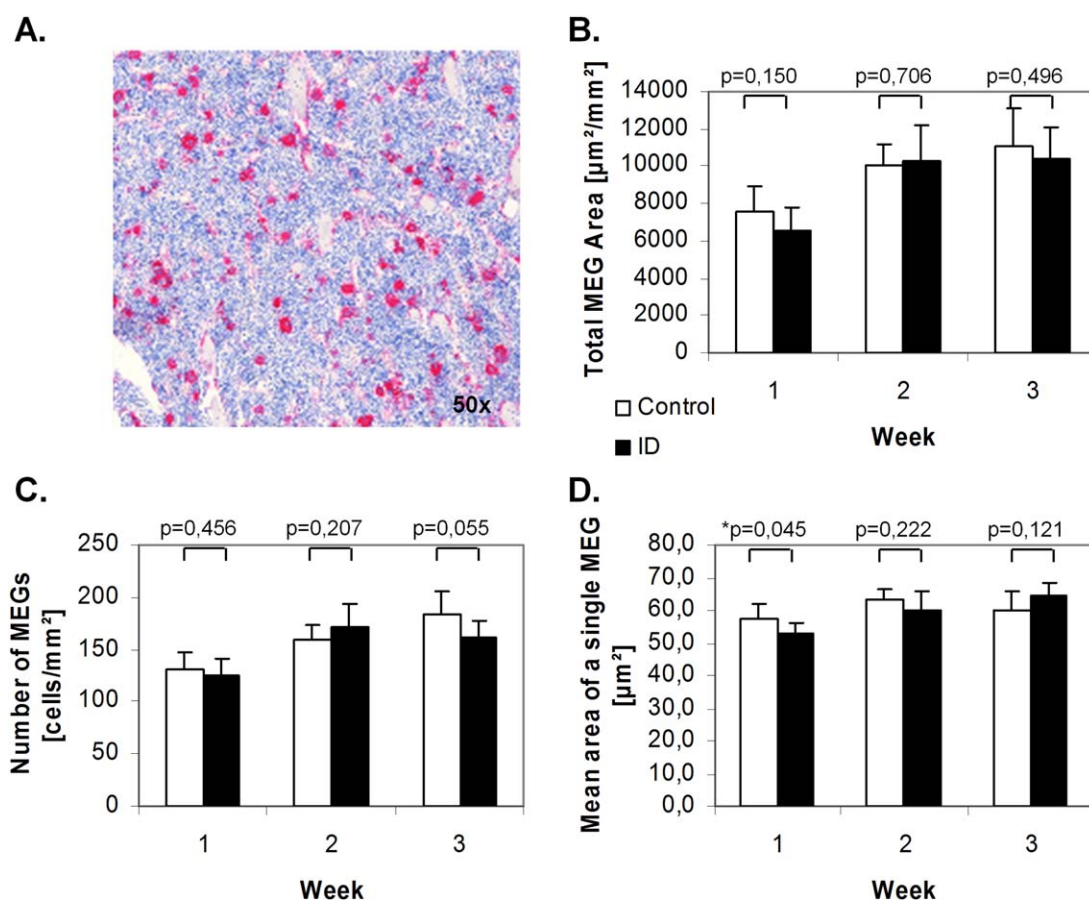 A.
50x
B.
p=0,150 p=0,706 p=0,496
Total MEG Area [µm²/mm²]
14000
12000
10000
8000
6000
4000
2000
0
1 2 3
Week
Control
ID
C.
p=0,456 p=0,207 p=0,055
Number of MEGs
[cells/mm²]
250
200
150
100
50
0
1 2 3
Week
D.
*p=0,045 p=0,222 p=0,121
Mean area of a single MEG
[µm²]
80,0
70,0
60,0
50,0
40,0
30,0
20,0
10,0
0,0
1 2 3
Week